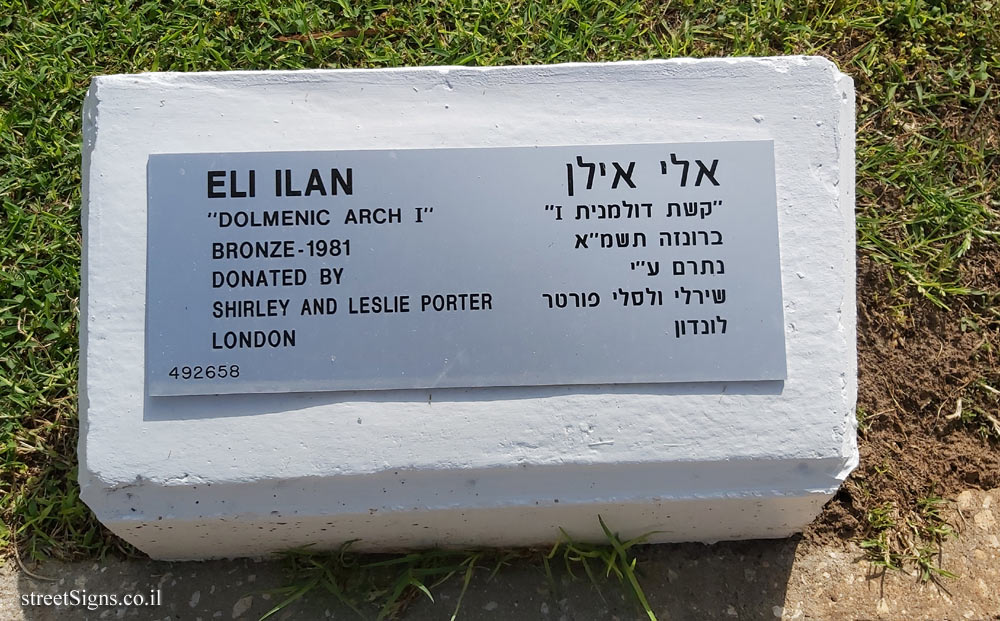 ELI ILAN
"DOLMENIC ARCH I"
BRONZE-1981
DONATED BY
SHIRLEY AND LESLIE PORTER
LONDON
492658
אלי אילן
"קשת דולמנית I"
ברונזה תשמ"א
נתרם ע"י
שירלי ולסלי פורטר
לונדון
streetSigns.co.il